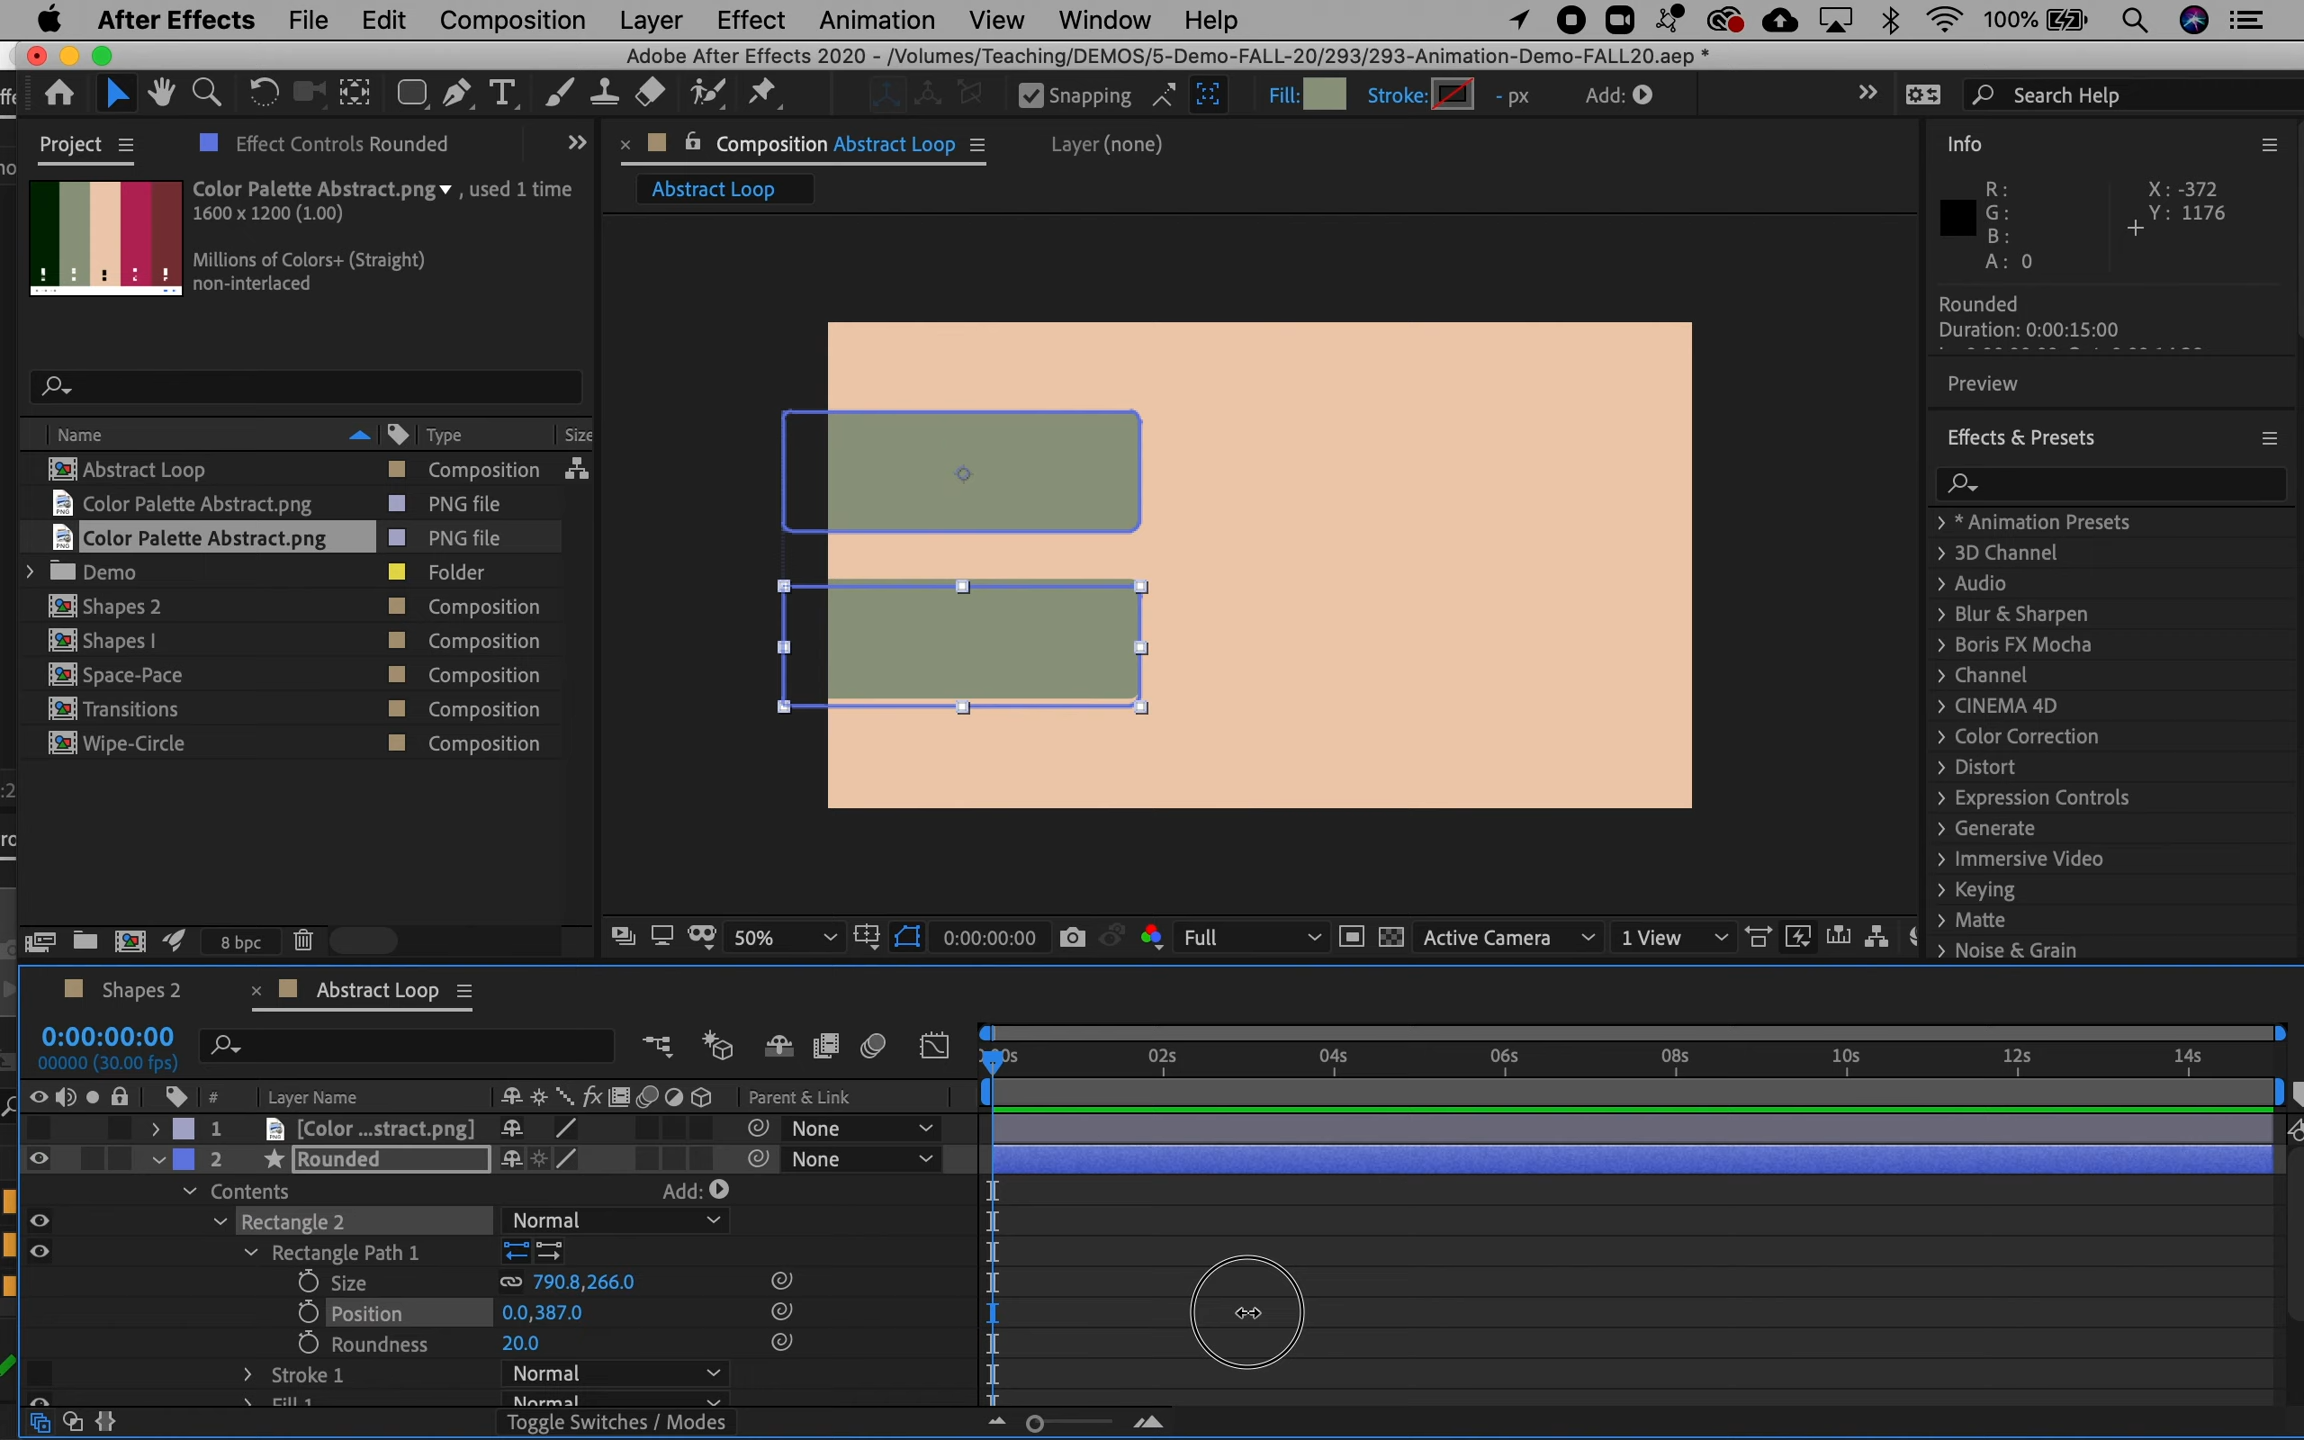 After Effects File Edit Composition Layer Effect Animation View Window Help 100%
Adobe After Effects 2020 - /Volumes/Teaching/DEMOS/5-Demo-FALL-20/293/293-Animation-Demo-FALL20.aep *
Snapping Fill: Stroke: - px Add: Search Help
Project Effect Controls Rounded
Color Palette Abstract.png , used 1 time
1600 x 1200 (1.00)
Millions of Colors+ (Straight)
non-interlaced
Name Type Size
Abstract Loop Composition
Color Palette Abstract.png PNG file
Color Palette Abstract.png PNG file
Demo Folder
Shapes 2 Composition
Shapes I Composition
Space-Pace Composition
Transitions Composition
Wipe-Circle Composition
8 bpc
Composition Abstract Loop Layer (none)
Abstract Loop
50% 0:00:00:00 Full Active Camera 1 View
Info
R: X: -372
G: Y: 1176
B:
A: 0
Rounded
Duration: 0:00:15:00
Preview
Effects & Presets
* Animation Presets
3D Channel
Audio
Blur & Sharpen
Boris FX Mocha
Channel
CINEMA 4D
Color Correction
Distort
Expression Controls
Generate
Immersive Video
Keying
Matte
Noise & Grain
Shapes 2 Abstract Loop
0:00:00:00
00000 (30.00 fps)
00s 02s 04s 06s 08s 10s 12s 14s
# Layer Name fx Parent & Link
1 [Color ...stract.png] None
2 Rounded None
Contents Add:
Rectangle 2 Normal
Rectangle Path 1
Size 790.8,266.0
Position 0.0,387.0
Roundness 20.0
Stroke 1 Normal
Fill 1 Normal
Toggle Switches / Modes